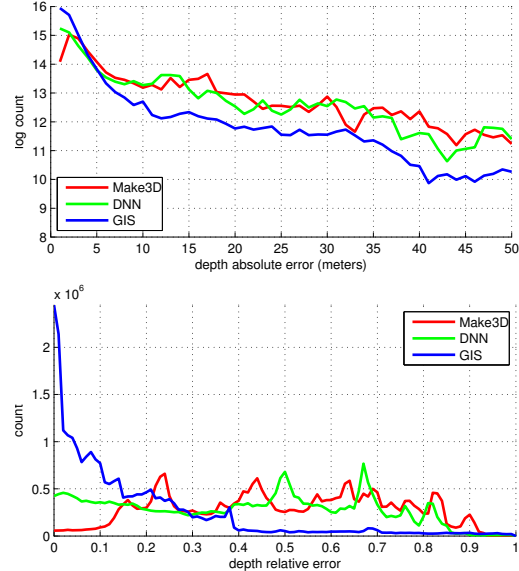 16
15
14
13
12
11
10
9
8
log count
0 5 10 15 20 25 30 35 40 45 50
depth absolute error (meters)
Make3D
DNN
GIS
x 10^6
2
1.5
1
0.5
0
count
0 0.1 0.2 0.3 0.4 0.5 0.6 0.7 0.8 0.9 1
depth relative error
Make3D
DNN
GIS